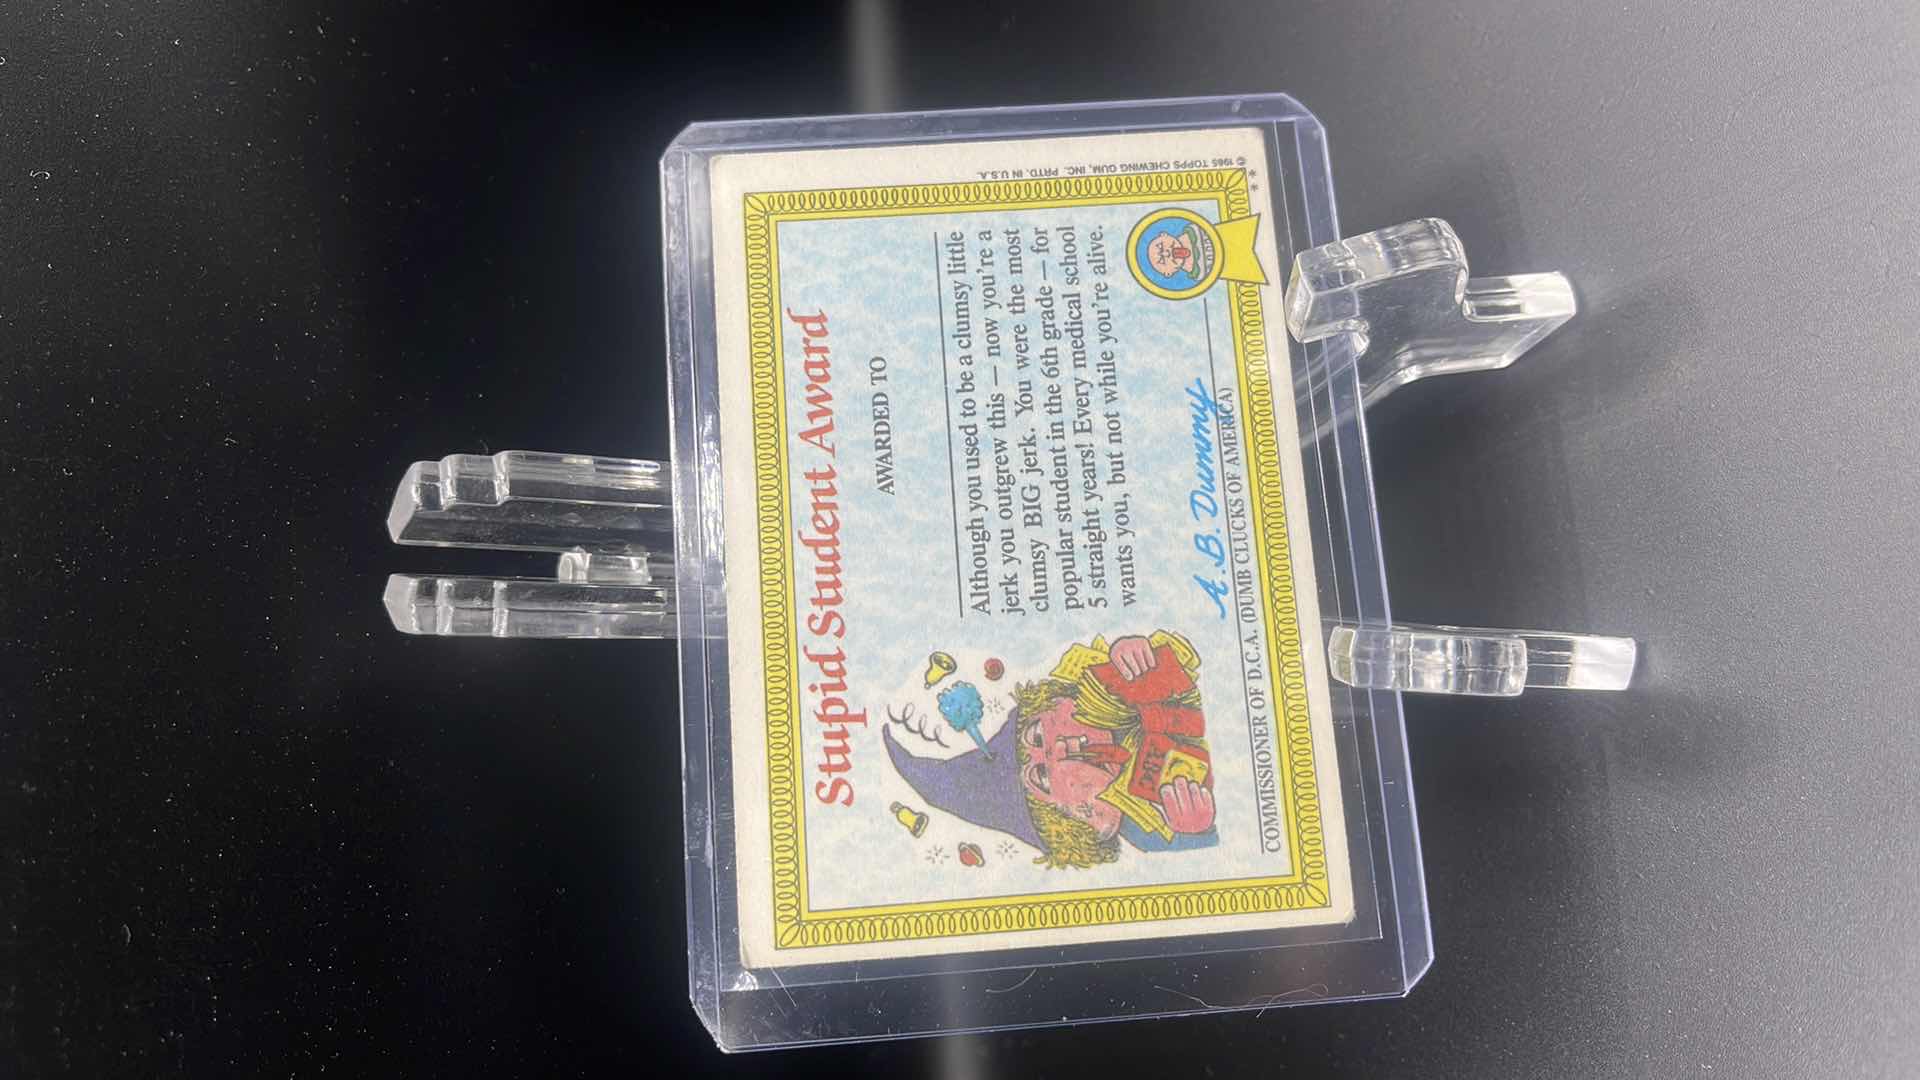 Stupid Student Award
AWARDED TO
Although you used to be a clumsy little
jerk you outgrew this — now you're a
clumsy BIG jerk. You were the most
popular student in the 6th grade — for
5 straight years! Every medical school
wants you, but not while you're alive.
A.B. Dummy
COMMISSIONER OF D.C.A. (DUMB CLUCKS OF AMERICA)
** © 1985 TOPPS CHEWING GUM, INC. PRTD. IN U.S.A.